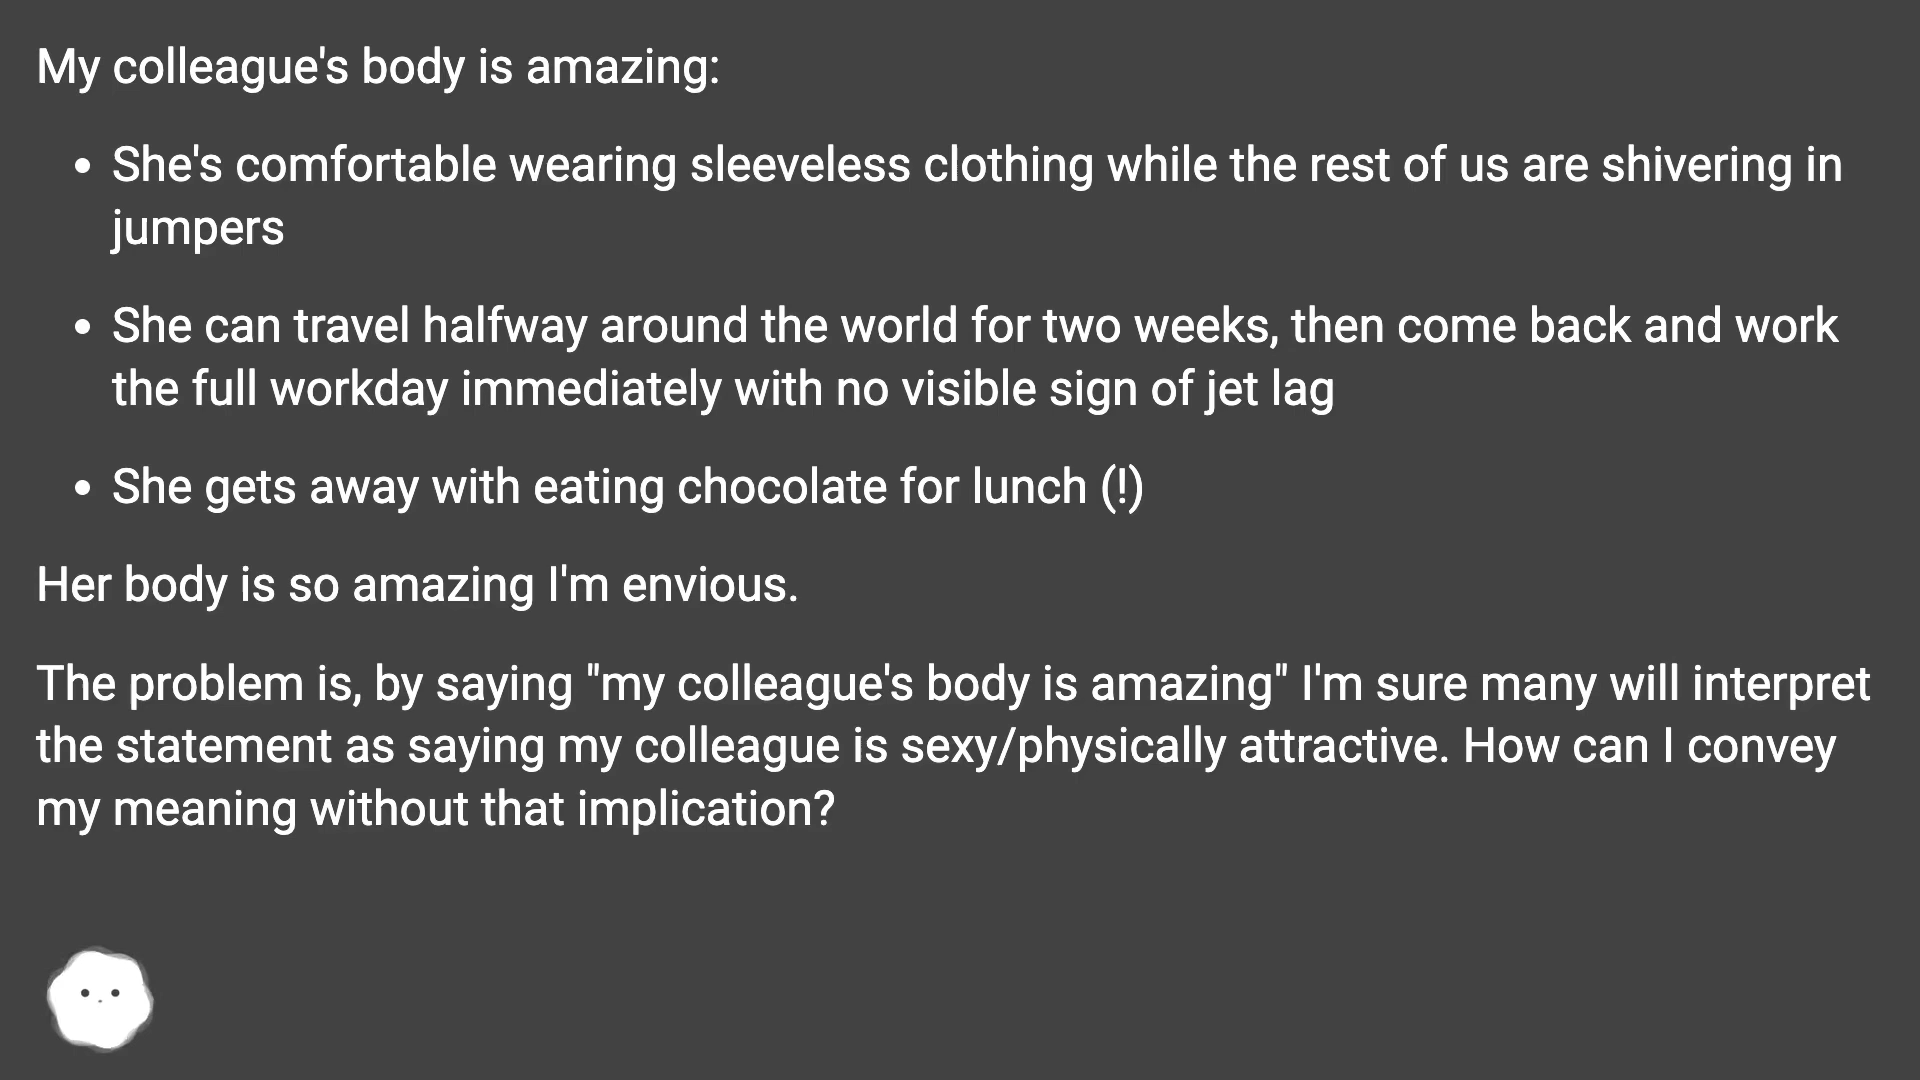 My colleague's body is amazing:
• She's comfortable wearing sleeveless clothing while the rest of us are shivering in
jumpers
• She can travel halfway around the world for two weeks, then come back and work
the full workday immediately with no visible sign of jet lag
• She gets away with eating chocolate for lunch (!)
Her body is so amazing I'm envious.
The problem is, by saying "my colleague's body is amazing" I'm sure many will interpret
the statement as saying my colleague is sexy/physically attractive. How can I convey
my meaning without that implication?